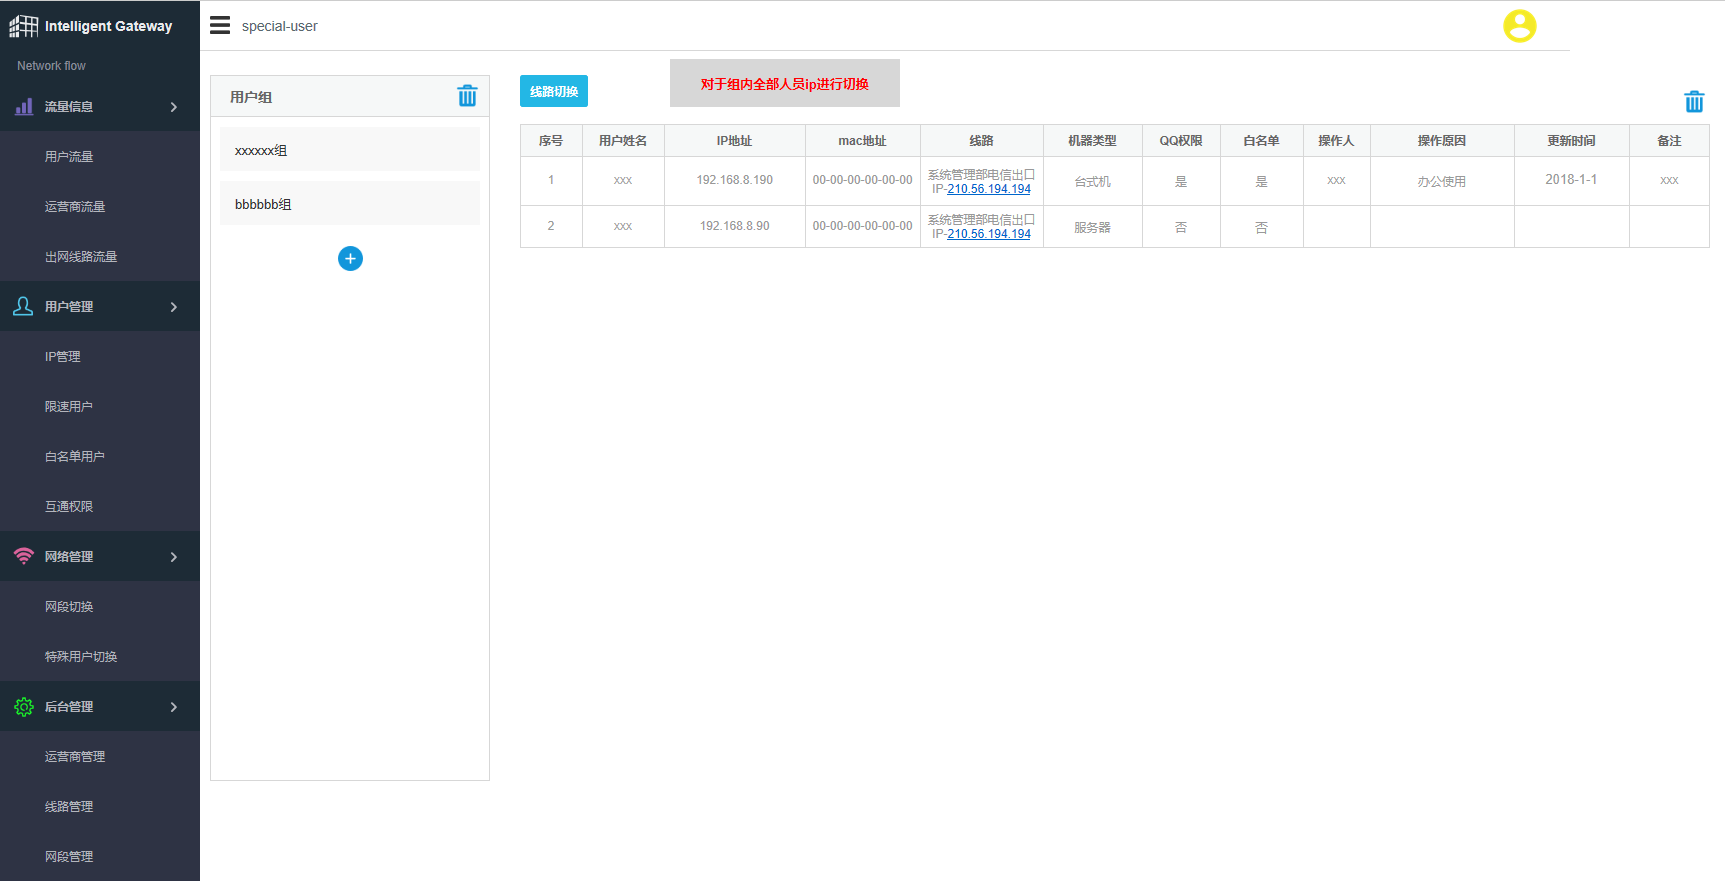 Intelligent Gateway
special-user
Network flow
流量信息
用户流量
运营商流量
出网线路流量
用户管理
IP管理
限速用户
白名单用户
互通权限
网络管理
网段切换
特殊用户切换
后台管理
运营商管理
线路管理
网段管理
用户组
xxxxxx组
bbbbbb组
线路切换
对于组内全部人员ip进行切换
序号 用户姓名 IP地址 mac地址 线路 机器类型 QQ权限 白名单 操作人 操作原因 更新时间 备注
1 xxx 192.168.8.190 00-00-00-00-00-00 系统管理部电信出口 台式机 是 是 xxx 办公使用 2018-1-1 xxx
IP-210.56.194.194
2 xxx 192.168.8.90 00-00-00-00-00-00 系统管理部电信出口 服务器 否 否
IP-210.56.194.194